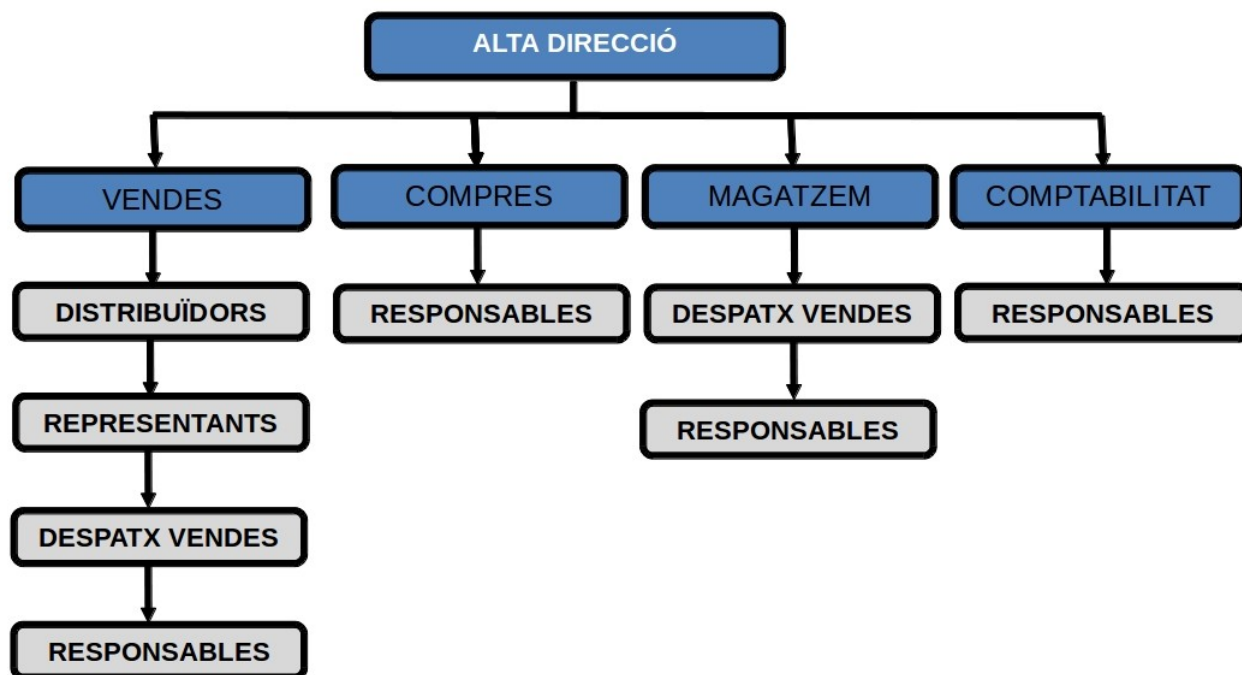 ALTA DIRECCIÓ
VENDES
COMPRES
MAGATZEM
COMPTABILITAT
DISTRIBUÏDORS
RESPONSABLES
DESPATX VENDES
RESPONSABLES
REPRESENTANTS
RESPONSABLES
DESPATX VENDES
RESPONSABLES